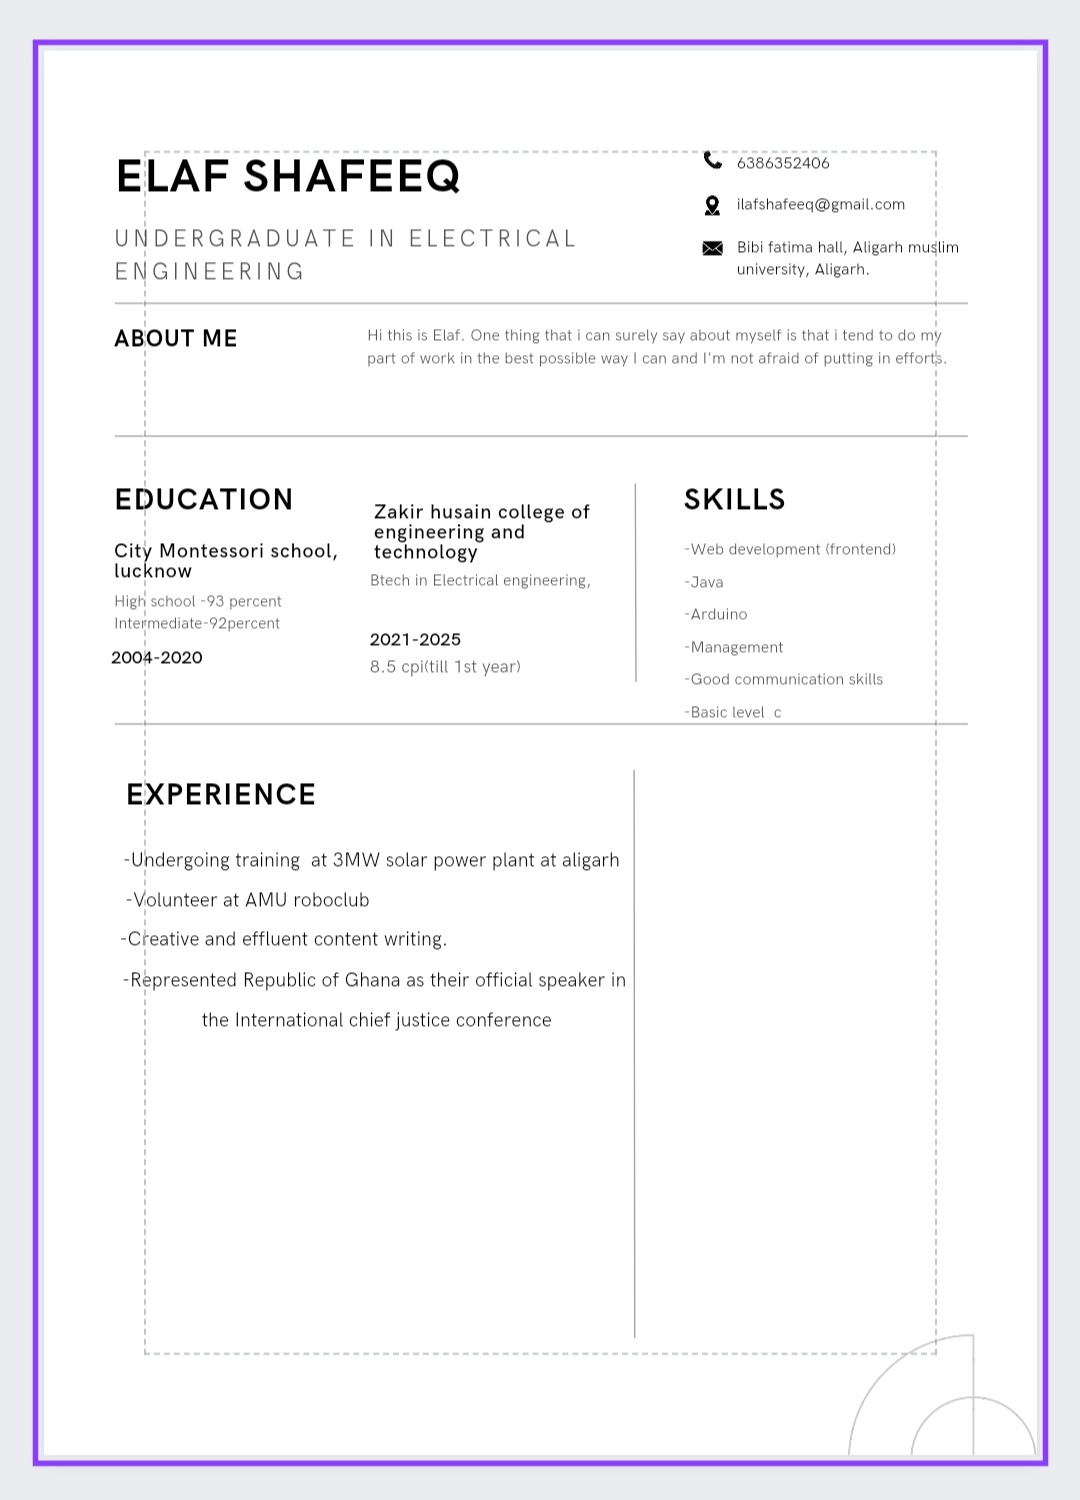 ELAF SHAFEEQ
UNDERGRADUATE IN ELECTRICAL
ENGINEERING
6386352406
ilafshafeeq@gmail.com
Bibi fatima hall, Aligarh muslim
university, Aligarh.
ABOUT ME
Hi this is Elaf. One thing that i can surely say about myself is that i tend to do my
part of work in the best possible way I can and I'm not afraid of putting in efforts.
EDUCATION
City Montessori school,
lucknow
High school -93 percent
Intermediate-92percent
2004-2020
Zakir husain college of
engineering and
technology
Btech in Electrical engineering,
2021-2025
8.5 cpi(till 1st year)
SKILLS
-Web development (frontend)
-Java
-Arduino
-Management
-Good communication skills
-Basic level  c
EXPERIENCE
-Undergoing training  at 3MW solar power plant at aligarh
-Volunteer at AMU roboclub
-Creative and effluent content writing.
-Represented Republic of Ghana as their official speaker in
the International chief justice conference